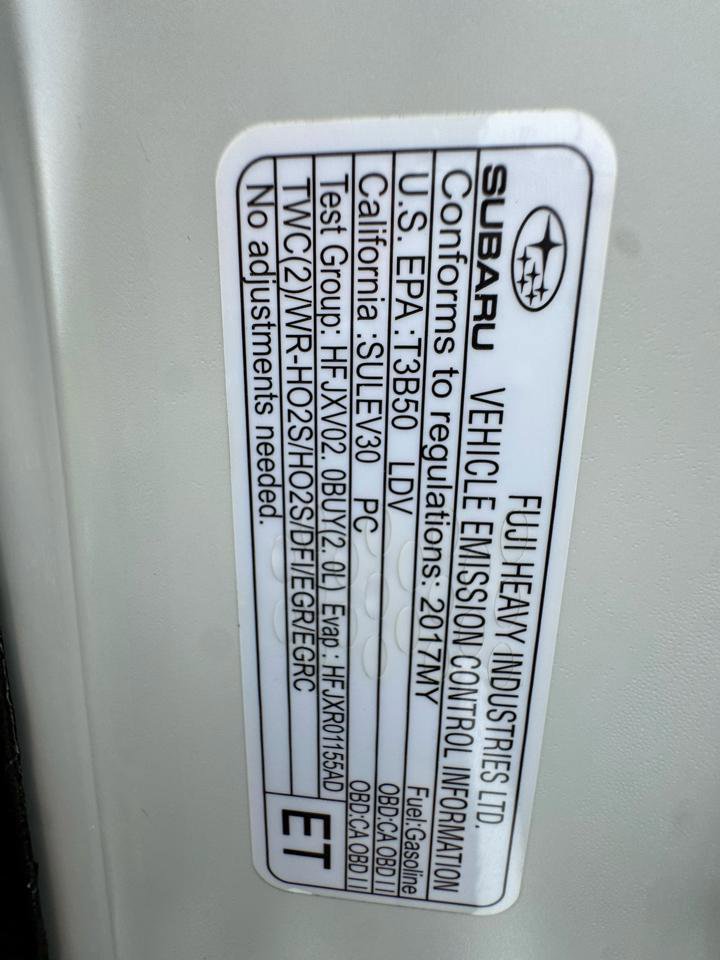 FUJI HEAVY INDUSTRIES LTD.
SUBARU VEHICLE EMISSION CONTROL INFORMATION
Conforms to regulations: 2017MY Fuel:Gasoline
U.S. EPA :T3B50 LDV OBD:CA OBD II
California :SULEV30 PC OBD:CA OBD II
Test Group: HFJXV02. 0BUY(2. 0L) Evap : HFJXR0155AD
TWC(2)/WR-HO2S/HO2S/DFI/EGR/EGRC
No adjustments needed.
ET